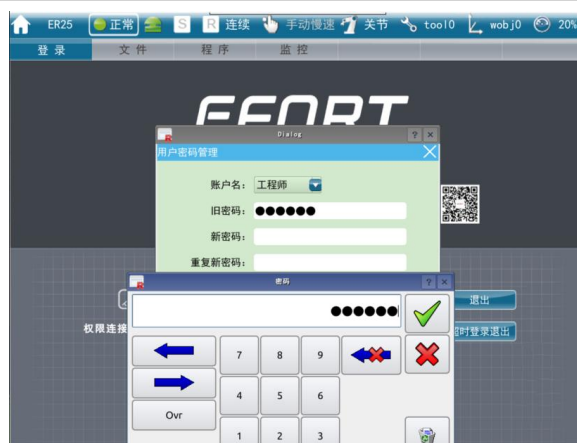 ER25 正常 S R 连续 手动慢速 关节 tool0 wobj0 20%
登录 文件 程序 监控
EFORT
Dialog ? ×
用户密码管理
账户名： 工程师
旧密码： ●●●●●●
新密码：
重复新密码：
密码 ? ×
●●●●●●
退出
权限连接
超时登录退出
7 8 9
4 5 6
Ovr
1 2 3